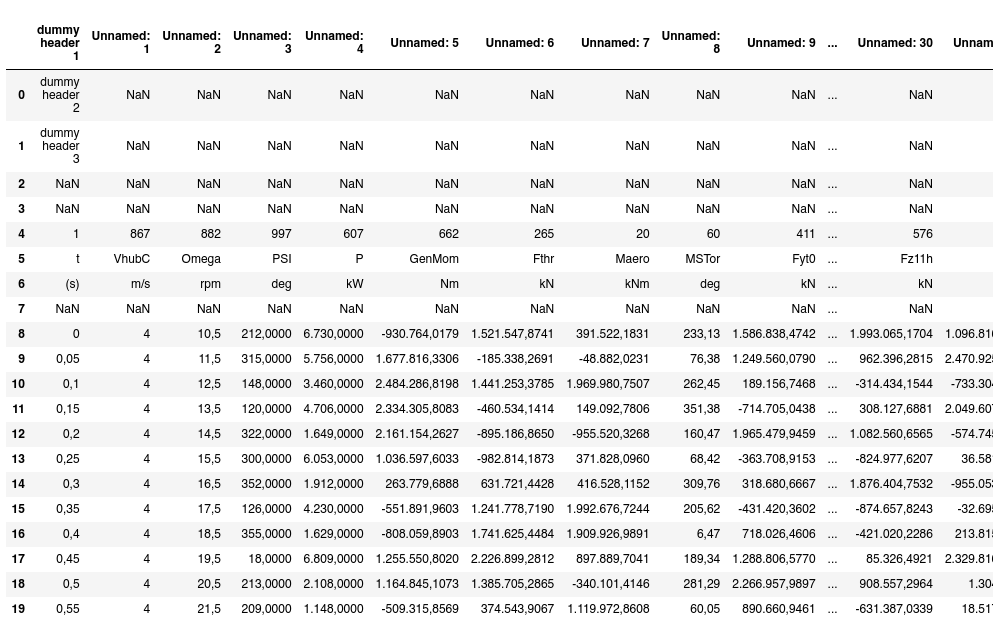 dummy header 1 Unnamed: 1 Unnamed: 2 Unnamed: 3 Unnamed: 4 Unnamed: 5 Unnamed: 6 Unnamed: 7 Unnamed: 8 Unnamed: 9 ... Unnamed: 30 Unnam
0 dummy header 2 NaN NaN NaN NaN NaN NaN NaN NaN NaN ... NaN
1 dummy header 3 NaN NaN NaN NaN NaN NaN NaN NaN NaN ... NaN
2 NaN NaN NaN NaN NaN NaN NaN NaN NaN NaN ... NaN
3 NaN NaN NaN NaN NaN NaN NaN NaN NaN NaN ... NaN
4 1 867 882 997 607 662 265 20 60 411 ... 576
5 t VhubC Omega PSI P GenMom Fthr Maero MSTor Fyt0 ... Fz11h
6 (s) m/s rpm deg kW Nm kN kNm deg kN ... kN
7 NaN NaN NaN NaN NaN NaN NaN NaN NaN NaN ... NaN
8 0 4 10,5 212,0000 6.730,0000 -930.764,0179 1.521.547,8741 391.522,1831 233,13 1.586.838,4742 ... 1.993.065,1704 1.096.816
9 0,05 4 11,5 315,0000 5.756,0000 1.677.816,3306 -185.338,2691 -48.882,0231 76,38 1.249.560,0790 ... 962.396,2815 2.470.925
10 0,1 4 12,5 148,0000 3.460,0000 2.484.286,8198 1.441.253,3785 1.969.980,7507 262,45 189.156,7468 ... -314.434,1544 -733.304
11 0,15 4 13,5 120,0000 4.706,0000 2.334.305,8083 -460.534,1414 149.092,7806 351,38 -714.705,0438 ... 308.127,6881 2.049.607
12 0,2 4 14,5 322,0000 1.649,0000 2.161.154,2627 -895.186,8650 -955.520,3268 160,47 1.965.479,9459 ... 1.082.560,6565 -574.745
13 0,25 4 15,5 300,0000 6.053,0000 1.036.597,6033 -982.814,1873 371.828,0960 68,42 -363.708,9153 ... -824.977,6207 36.581
14 0,3 4 16,5 352,0000 1.912,0000 263.779,6888 631.721,4428 416.528,1152 309,76 318.680,6667 ... 1.876.404,7532 -955.053
15 0,35 4 17,5 126,0000 4.230,0000 -551.891,9603 1.241.778,7190 1.992.676,7244 205,62 -431.420,3602 ... -874.657,8243 -32.695
16 0,4 4 18,5 355,0000 1.629,0000 -808.059,8903 1.741.625,4484 1.909.926,9891 6,47 718.026,4606 ... -421.020,2286 213.815
17 0,45 4 19,5 18,0000 6.809,0000 1.255.550,8020 2.226.899,2812 897.889,7041 189,34 1.288.806,5770 ... 85.326,4921 2.329.816
18 0,5 4 20,5 213,0000 2.108,0000 1.164.845,1073 1.385.705,2865 -340.101,4146 281,29 2.266.957,9897 ... 908.557,2964 1.304
19 0,55 4 21,5 209,0000 1.148,0000 -509.315,8569 374.543,9067 1.119.972,8608 60,05 890.660,9461 ... -631.387,0339 18.517